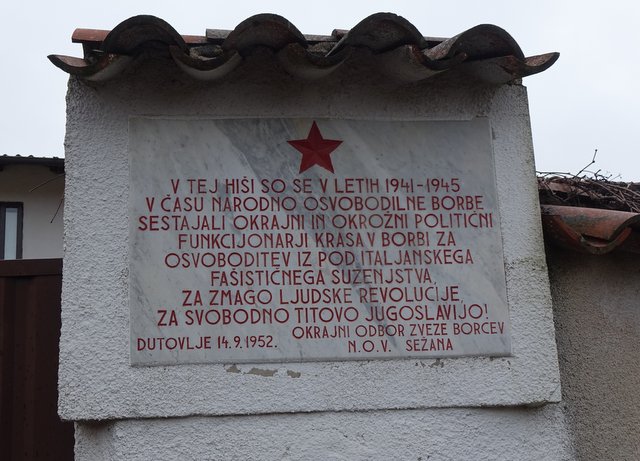 V TEJ HIŠI SO SE V LETIH 1941-1945
V ČASU NARODNO OSVOBODILNE BORBE
SESTAJALI OKRAJNI IN OKROŽNI POLITIČNI
FUNKCIJONARJI KRASA V BORBI ZA
OSVOBODITEV IZ POD ITALJANSKEGA
FAŠISTIČNEGA SUŽENJSTVA,
ZA ZMAGO LJUDSKE REVOLUCIJE,
ZA SVOBODNO TITOVO JUGOSLAVIJO!
OKRAJNI ODBOR ZVEZE BORCEV
DUTOVLJE 14.9.1952. N.O.V. SEŽANA